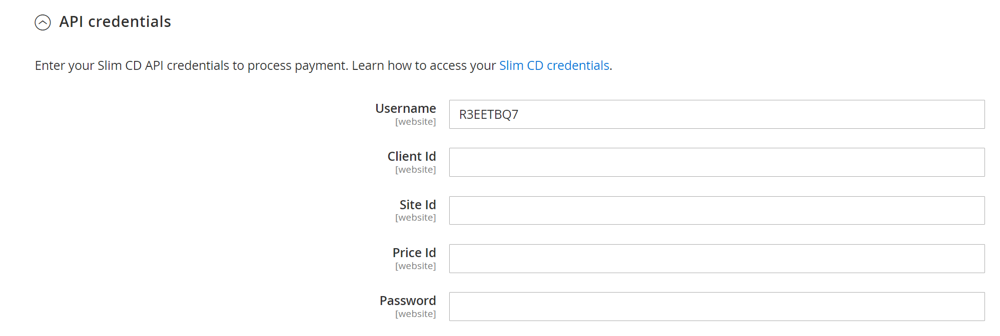 API credentials
Enter your Slim CD API credentials to process payment. Learn how to access your Slim CD credentials.
Username
[website]
R3EETBQ7
Client Id
[website]
Site Id
[website]
Price Id
[website]
Password
[website]